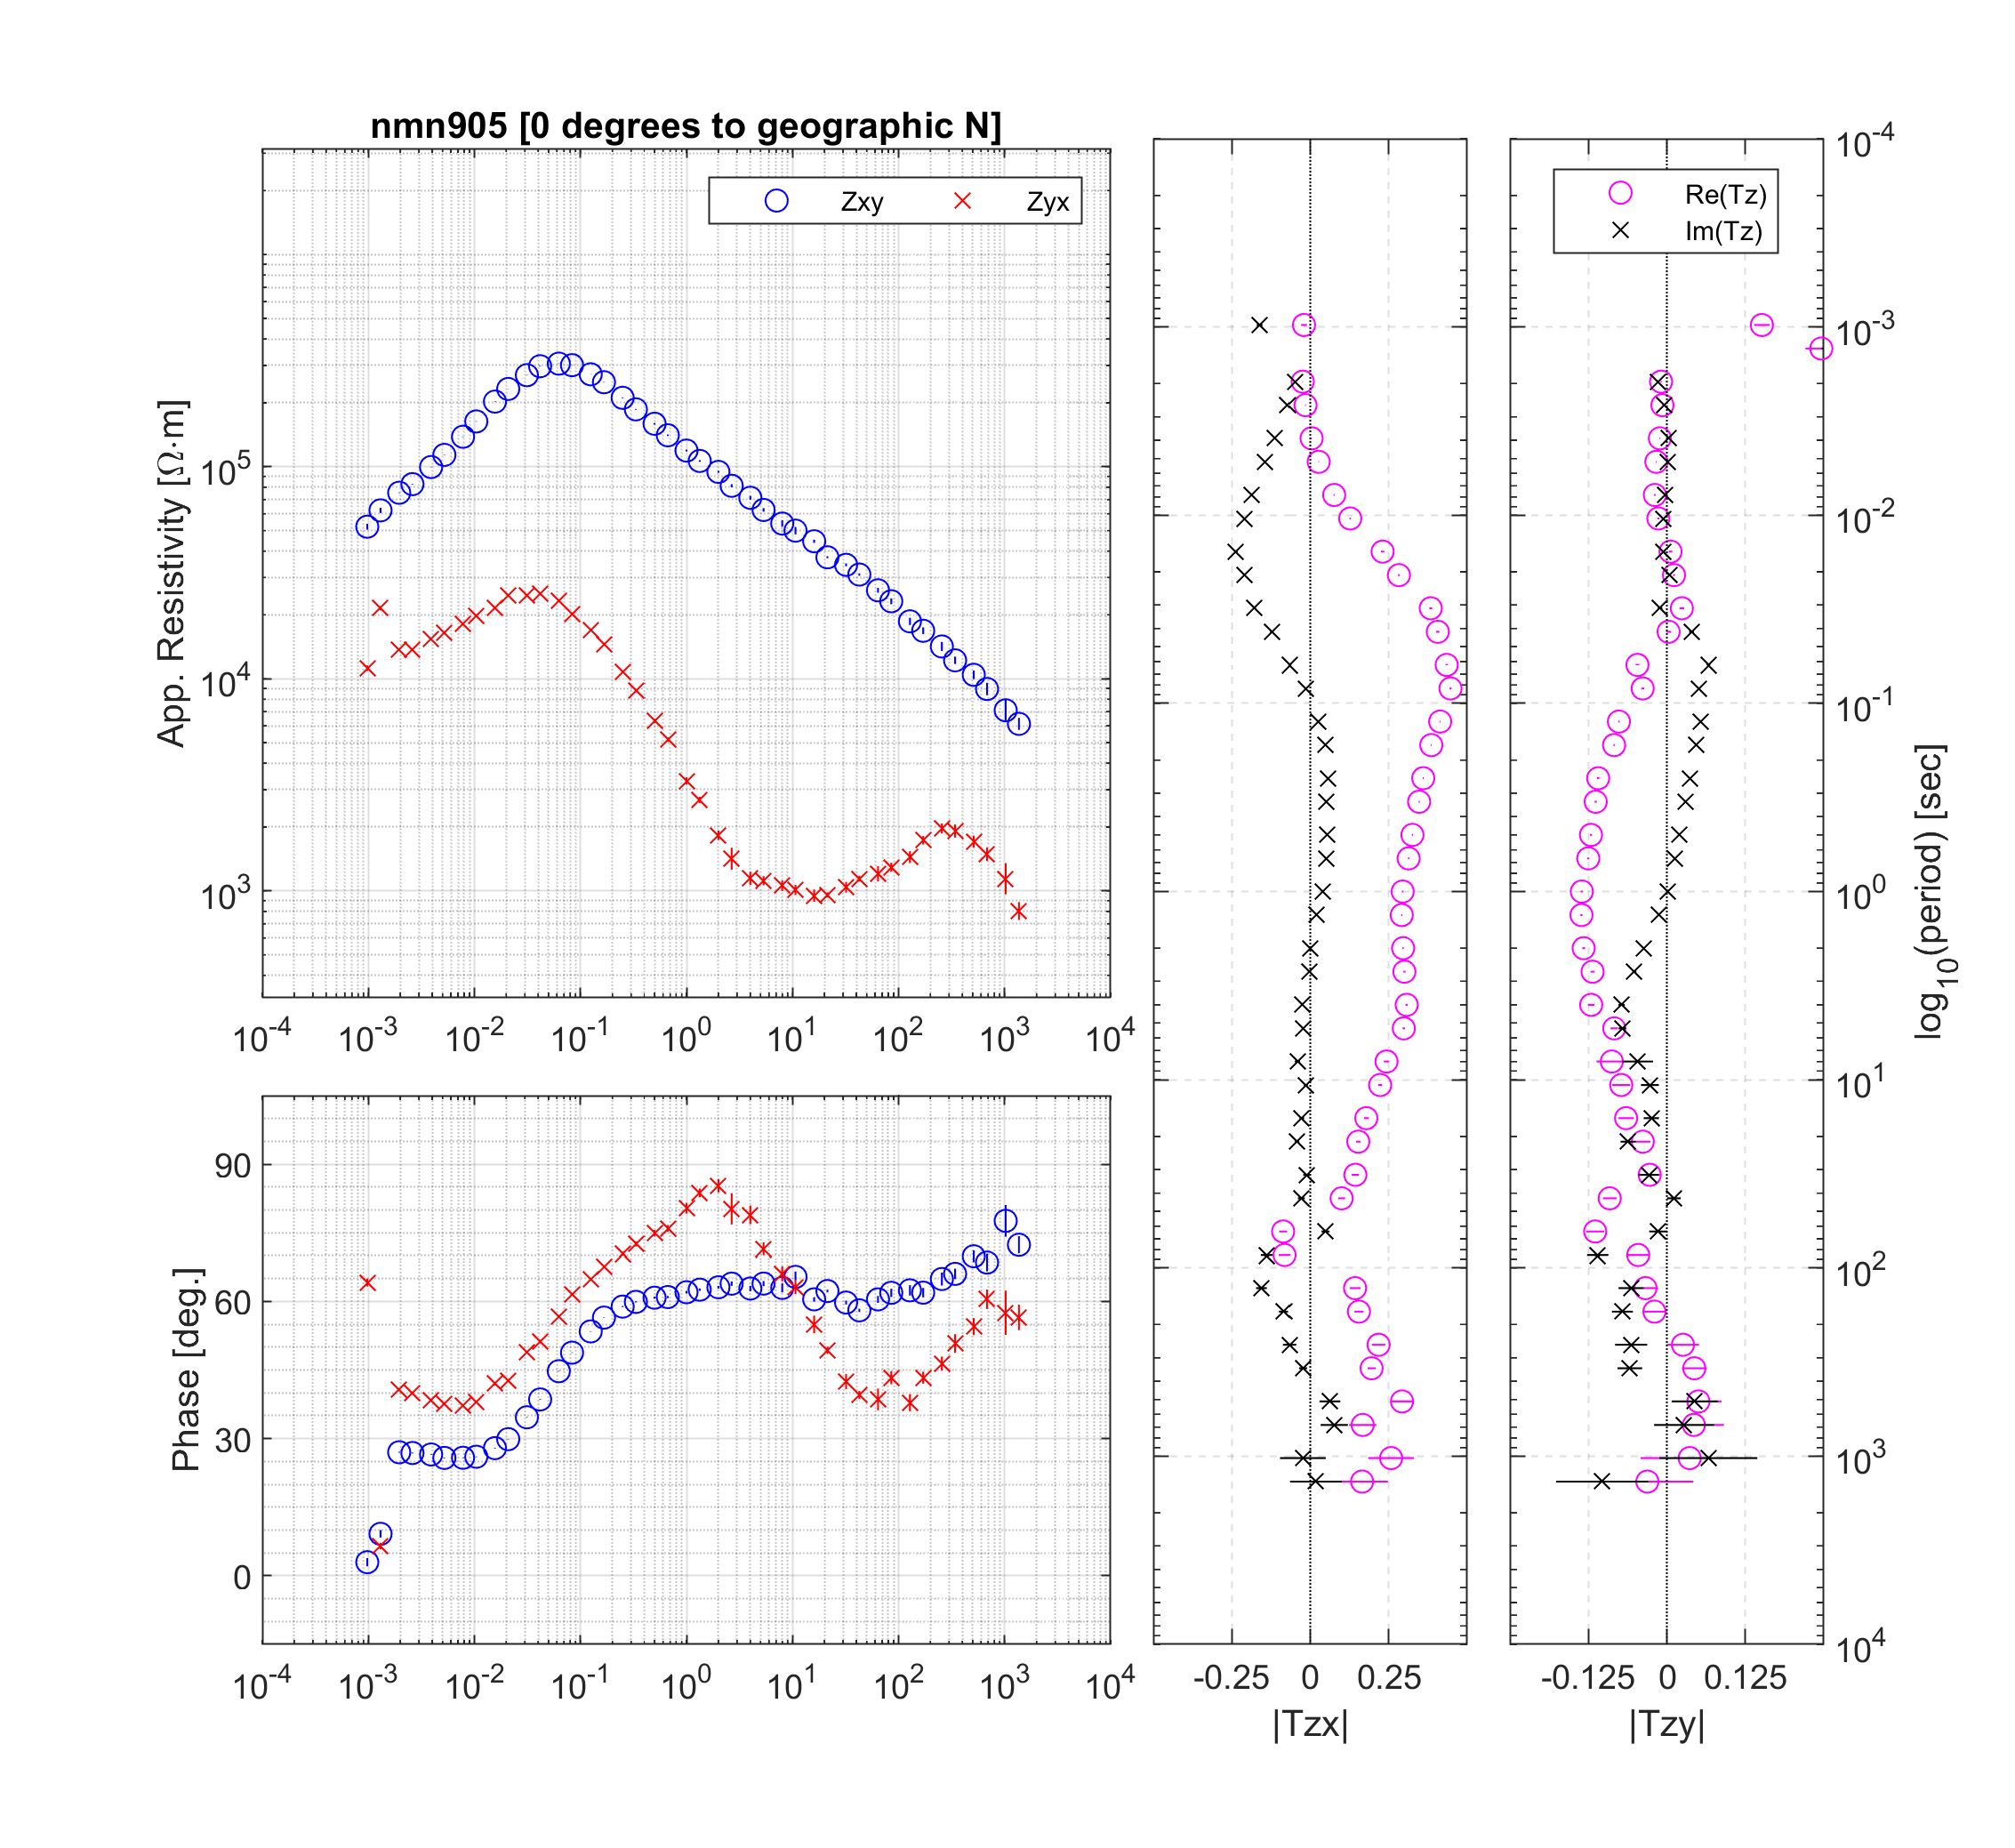 nmn905 [0 degrees to geographic N]
Zxy Zyx
App. Resistivity [Ω·m]
10^5
10^4
10^3
10^-4 10^-3 10^-2 10^-1 10^0 10^1 10^2 10^3 10^4
Phase [deg.]
90
60
30
0
10^-4 10^-3 10^-2 10^-1 10^0 10^1 10^2 10^3 10^4
-0.25 0 0.25
|Tzx|
Re(Tz)
Im(Tz)
-0.125 0 0.125
|Tzy|
10^-4
10^-3
10^-2
10^-1
10^0
10^1
10^2
10^3
10^4
log_10(period) [sec]